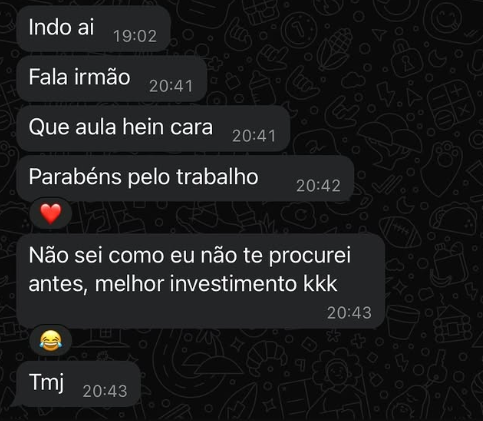 Indo ai 19:02
Fala irmão 20:41
Que aula hein cara 20:41
Parabéns pelo trabalho 20:42
Não sei como eu não te procurei
antes, melhor investimento kkk
20:43
Tmj 20:43